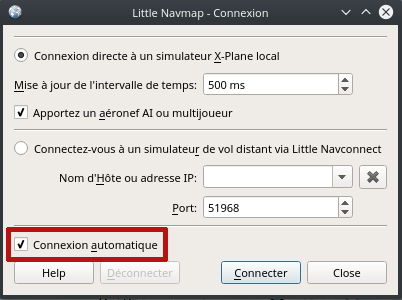 Little Navmap - Connexion
Connexion directe à un simulateur X-Plane local
Mise à jour de l'intervalle de temps: 500 ms
Apportez un aéronef AI ou multijoueur
Connectez-vous à un simulateur de vol distant via Little Navconnect
Nom d'Hôte ou adresse IP:
Port: 51968
Connexion automatique
Help Déconnecter Connecter Close